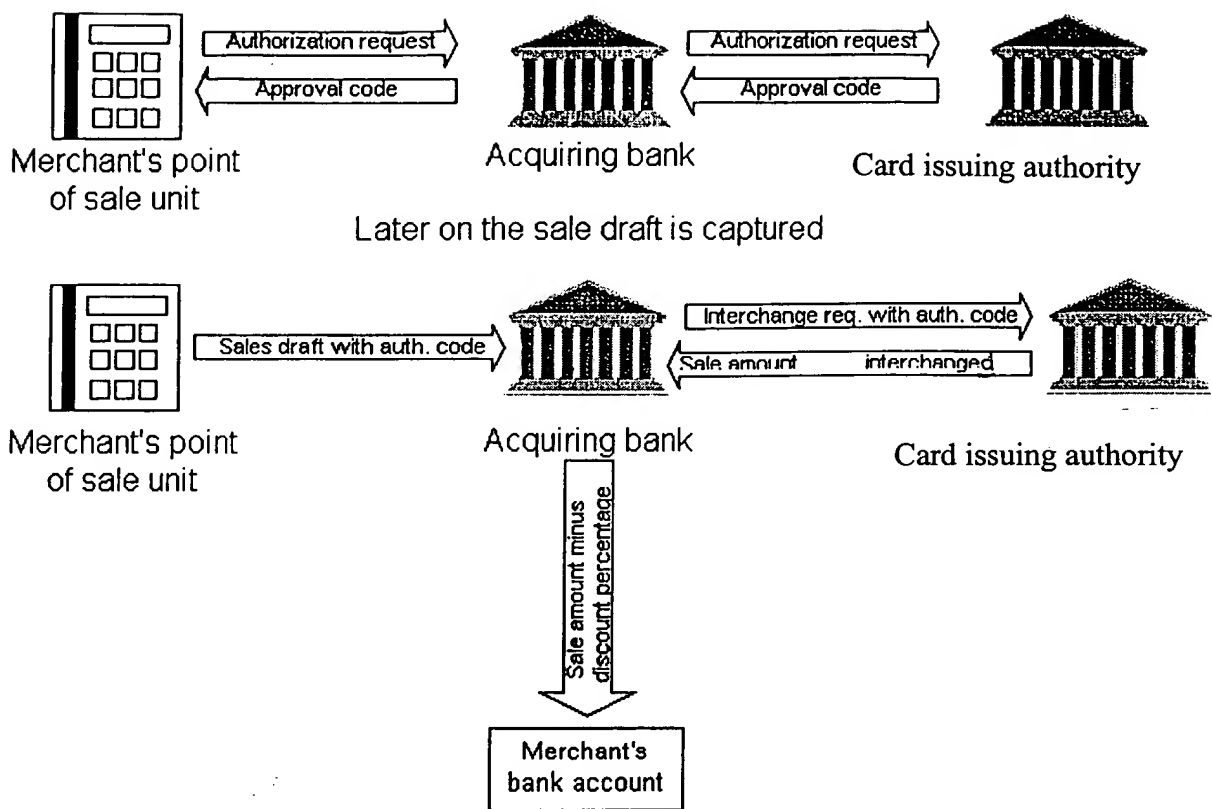 Authorization request
Authorization request
Approval code
Approval code
Merchant's point
of sale unit
Acquiring bank
Card issuing authority
Later on the sale draft is captured
Sales draft with auth. code
Interchange req. with auth. code
Sale amount interchanged
Merchant's point
of sale unit
Acquiring bank
Card issuing authority
Sale amount minus
discount percentage
Merchant's
bank account